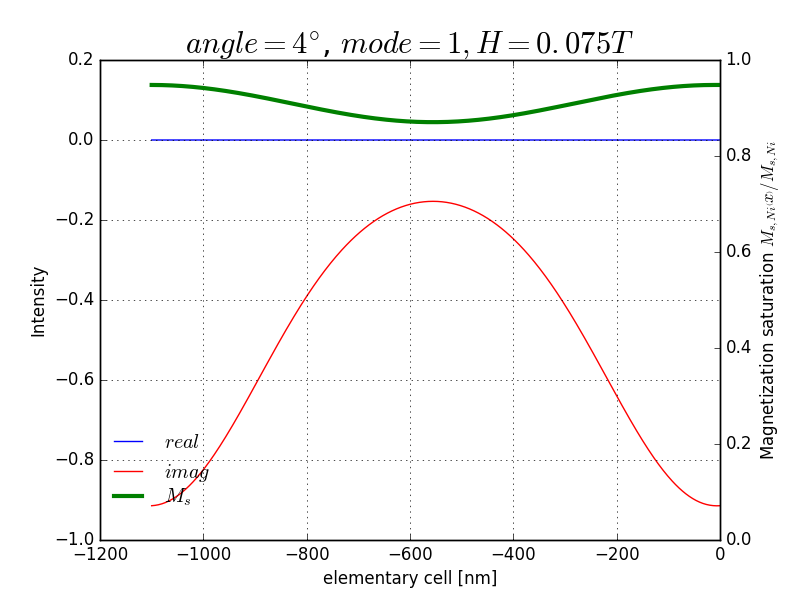 angle = 4°, mode = 1, H = 0.075T
0.2
0.0
−0.2
−0.4
−0.6
−0.8
−1.0
Intensity
real
imag
M_s
−1200
−1000
−800
−600
−400
−200
0
elementary cell [nm]
1.0
0.8
0.6
0.4
0.2
0.0
Magnetization saturation M_{s,Ni}(x)/M_{s,Ni}